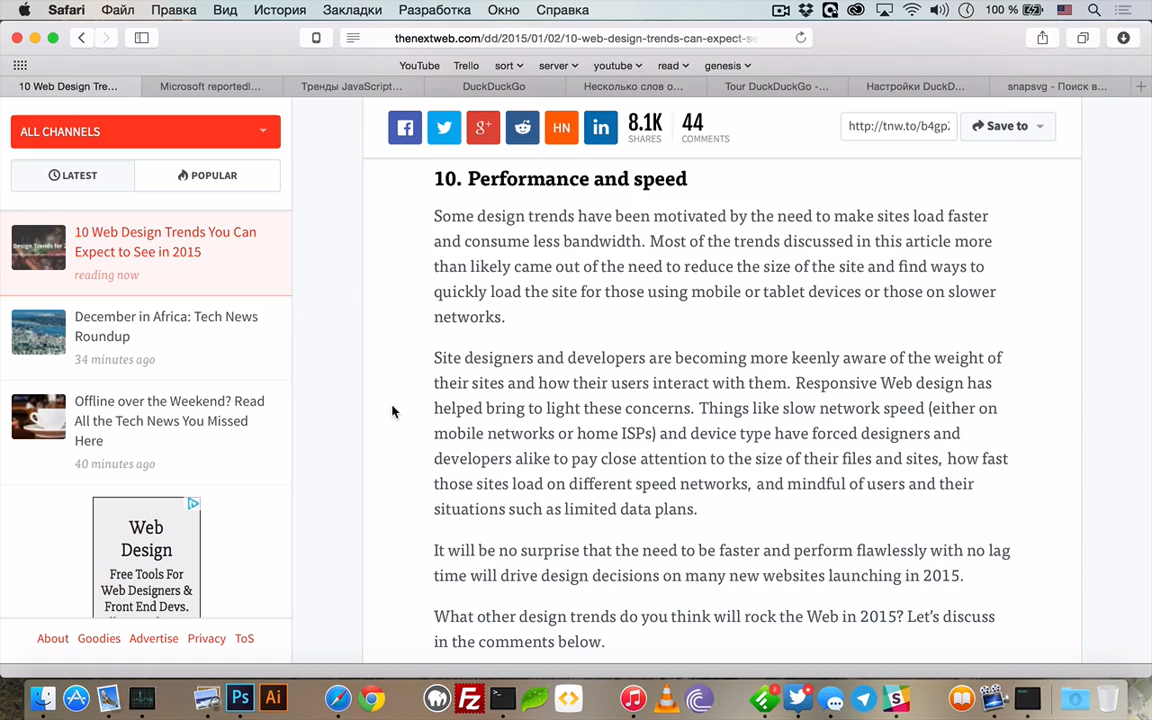 Safari Файл Правка Вид История Закладки Разработка Окно Справка 100 %
thenextweb.com/dd/2015/01/02/10-web-design-trends-can-expect-se
YouTube Trello sort server youtube read genesis
10 Web Design Tre... Microsoft reportedl... Тренды JavaScript... DuckDuckGo Несколько слов о... Tour DuckDuckGo -... Настройки DuckD... snapsvg - Поиск в...
ALL CHANNELS
LATEST POPULAR
10 Web Design Trends You Can
Expect to See in 2015
reading now
December in Africa: Tech News
Roundup
34 minutes ago
Offline over the Weekend? Read
All the Tech News You Missed
Here
40 minutes ago
Web
Design
Free Tools For
Web Designers &
Front End Devs.
About Goodies Advertise Privacy ToS
HN 8.1K SHARES 44 COMMENTS http://tnw.to/b4gp Save to
10. Performance and speed
Some design trends have been motivated by the need to make sites load faster
and consume less bandwidth. Most of the trends discussed in this article more
than likely came out of the need to reduce the size of the site and find ways to
quickly load the site for those using mobile or tablet devices or those on slower
networks.
Site designers and developers are becoming more keenly aware of the weight of
their sites and how their users interact with them. Responsive Web design has
helped bring to light these concerns. Things like slow network speed (either on
mobile networks or home ISPs) and device type have forced designers and
developers alike to pay close attention to the size of their files and sites, how fast
those sites load on different speed networks, and mindful of users and their
situations such as limited data plans.
It will be no surprise that the need to be faster and perform flawlessly with no lag
time will drive design decisions on many new websites launching in 2015.
What other design trends do you think will rock the Web in 2015? Let's discuss
in the comments below.
Ps Ai Fz